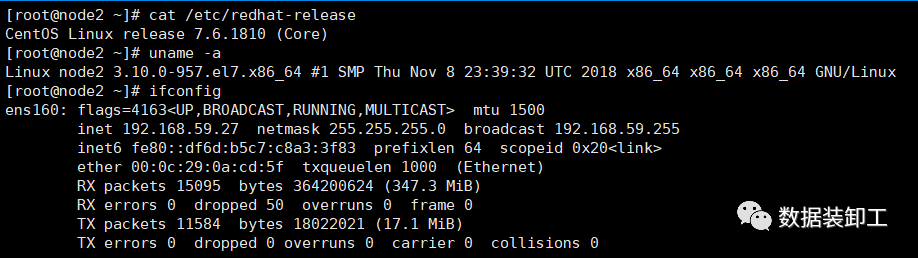 [root@node2 ~]# cat /etc/redhat-release
CentOS Linux release 7.6.1810 (Core)
[root@node2 ~]# uname -a
Linux node2 3.10.0-957.el7.x86_64 #1 SMP Thu Nov 8 23:39:32 UTC 2018 x86_64 x86_64 x86_64 GNU/Linux
[root@node2 ~]# ifconfig
ens160: flags=4163<UP,BROADCAST,RUNNING,MULTICAST>  mtu 1500
        inet 192.168.59.27  netmask 255.255.255.0  broadcast 192.168.59.255
        inet6 fe80::df6d:b5c7:c8a3:3f83  prefixlen 64  scopeid 0x20<link>
        ether 00:0c:29:0a:cd:5f  txqueuelen 1000  (Ethernet)
        RX packets 15095  bytes 364200624 (347.3 MiB)
        RX errors 0  dropped 50  overruns 0  frame 0
        TX packets 11584  bytes 18022021 (17.1 MiB)
        TX errors 0  dropped 0 overruns 0  carrier 0  collisions 0
数据装卸工